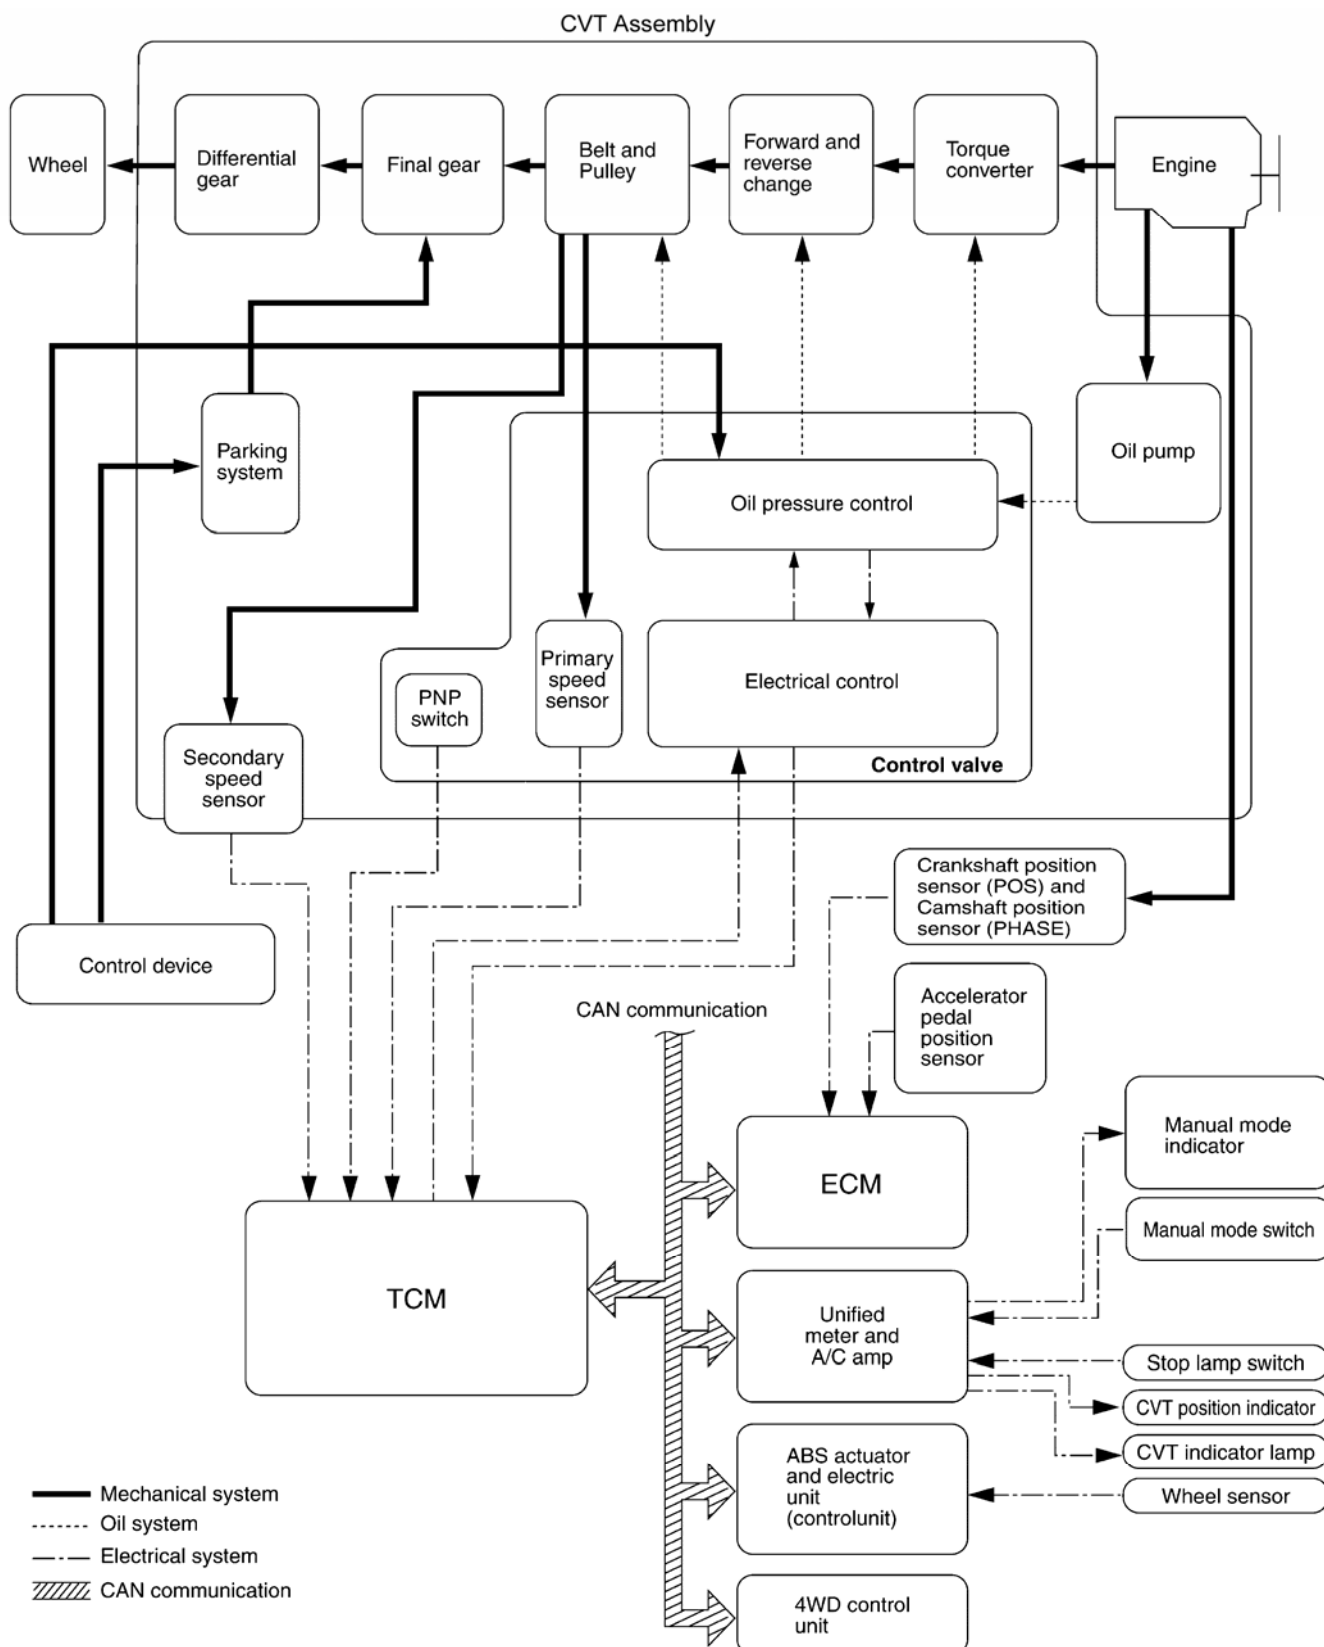 CVT Assembly
Wheel
Differential
gear
Final gear
Belt and
Pulley
Forward and
reverse
change
Torque
converter
Engine
Parking
system
Oil pump
Oil pressure control
Primary
speed
sensor
Electrical control
PNP
switch
Control valve
Secondary
speed
sensor
Crankshaft position
sensor (POS) and
Camshaft position
sensor (PHASE)
Control device
CAN communication
Accelerator
pedal
position
sensor
Manual mode
indicator
ECM
Manual mode switch
TCM
Unified
meter and
A/C amp
Stop lamp switch
CVT position indicator
CVT indicator lamp
ABS actuator
and electric
unit
(controlunit)
Wheel sensor
Mechanical system
Oil system
Electrical system
CAN communication
4WD control
unit